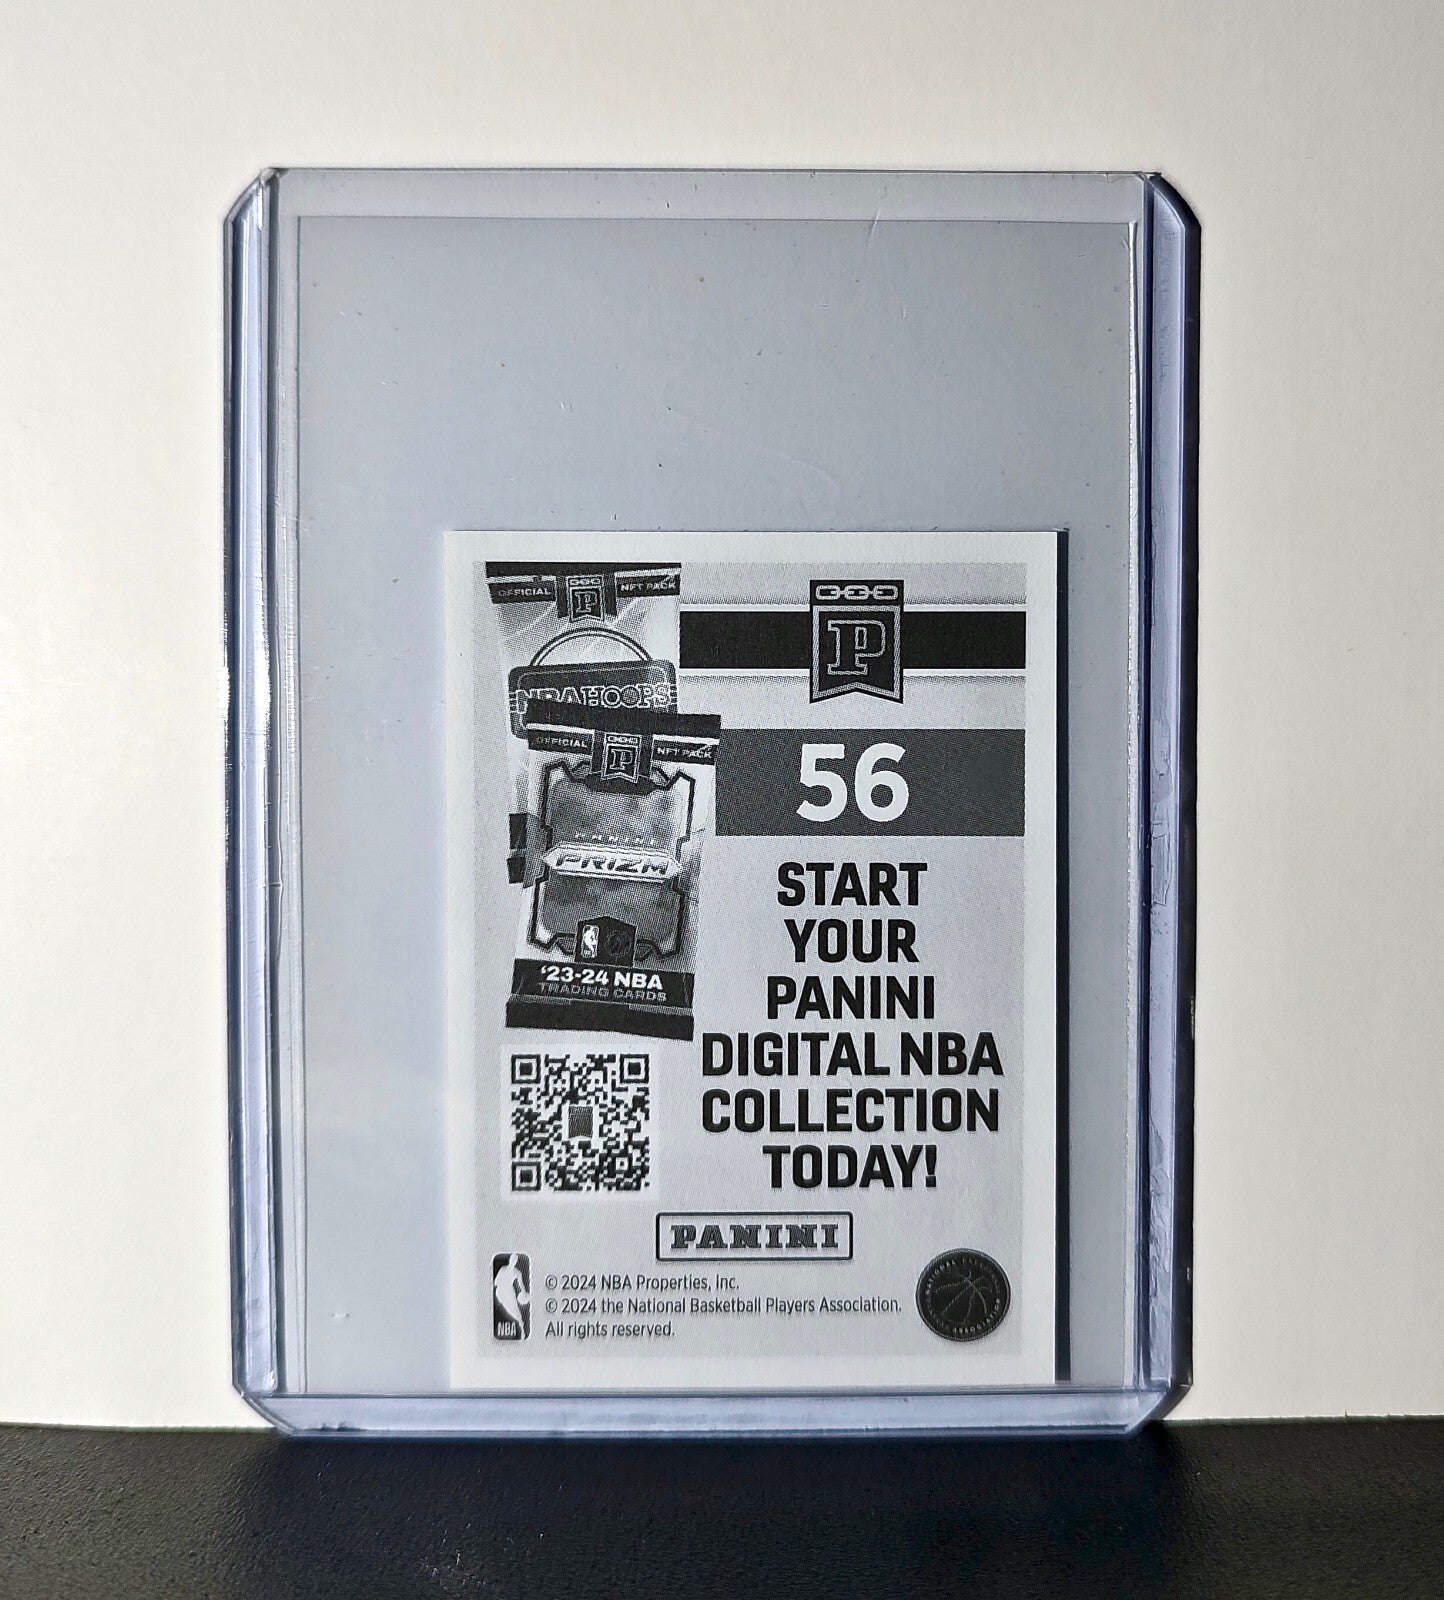 OFFICIAL P NFT PACK
NBA HOOPS
OFFICIAL P NFT PACK
PANINI
PRIZM
'23-24 NBA
TRADING CARDS
P
56
START
YOUR
PANINI
DIGITAL NBA
COLLECTION
TODAY!
PANINI
NBA
© 2024 NBA Properties, Inc.
© 2024 the National Basketball Players Association.
All rights reserved.